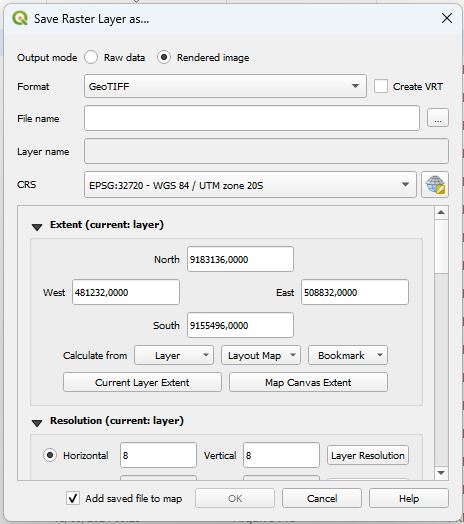 Save Raster Layer as...
Output mode Raw data Rendered image
Format GeoTIFF Create VRT
File name ...
Layer name
CRS EPSG:32720 - WGS 84 / UTM zone 20S
Extent (current: layer)
North 9183136,0000
West 481232,0000 East 508832,0000
South 9155496,0000
Calculate from Layer Layout Map Bookmark
Current Layer Extent Map Canvas Extent
Resolution (current: layer)
Horizontal 8 Vertical 8 Layer Resolution
Add saved file to map OK Cancel Help